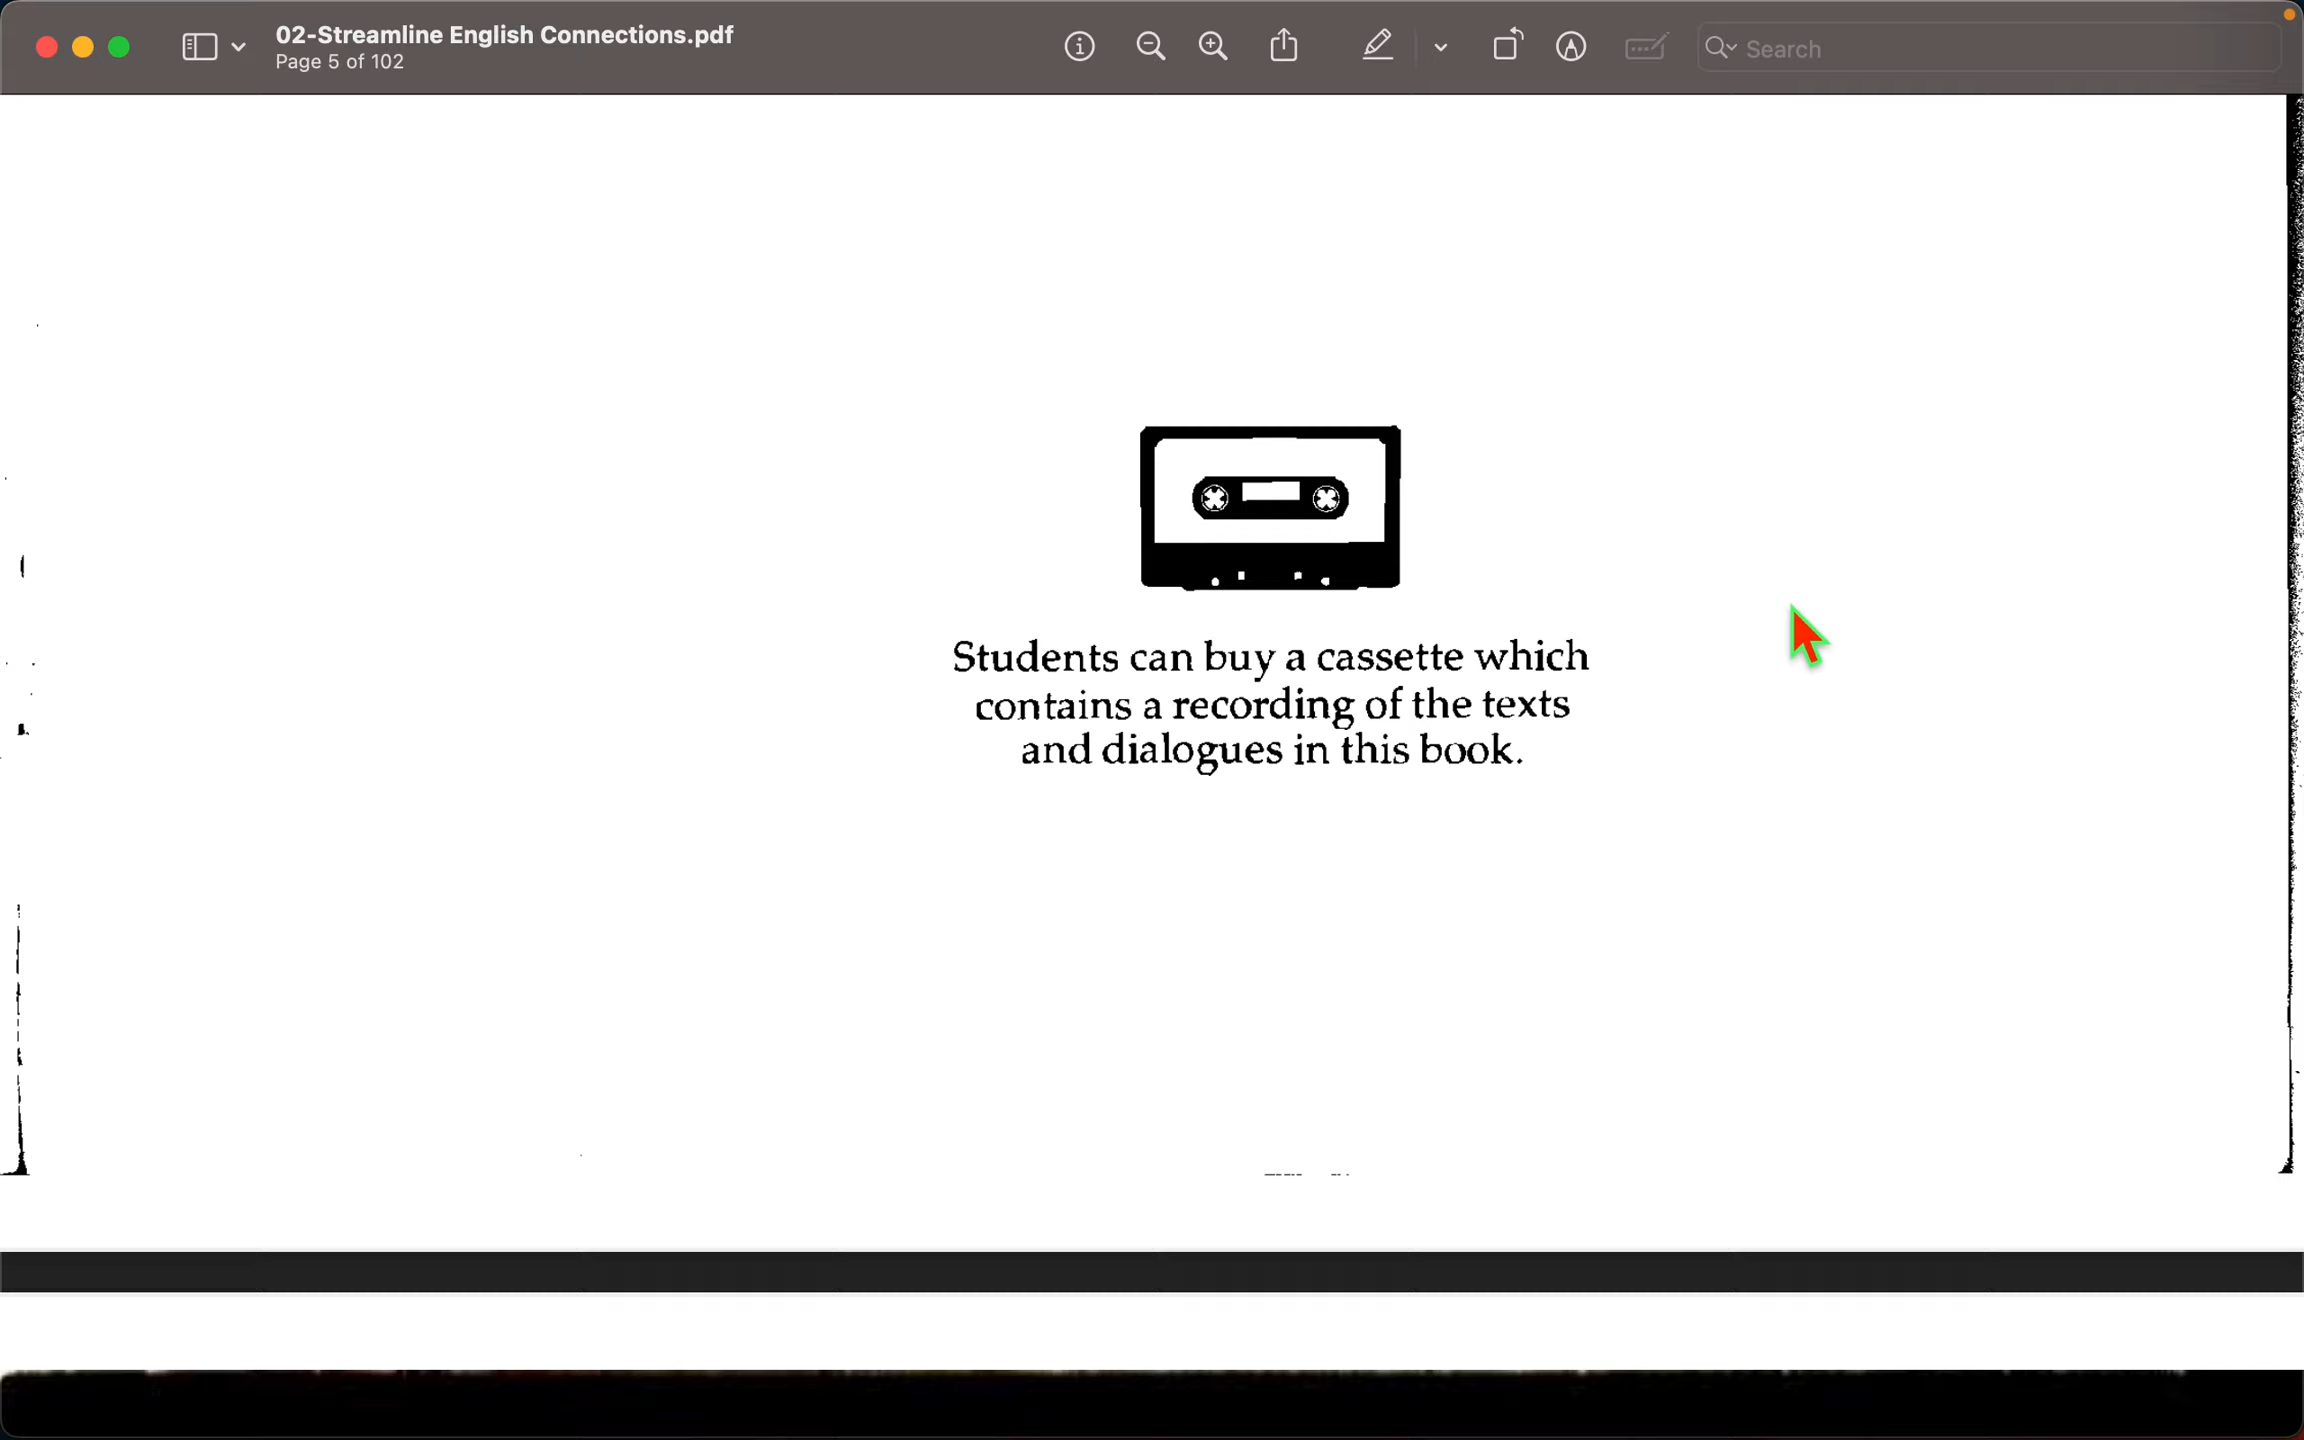 02-Streamline English Connections.pdf
Page 5 of 102
Search
Students can buy a cassette which
contains a recording of the texts
and dialogues in this book.